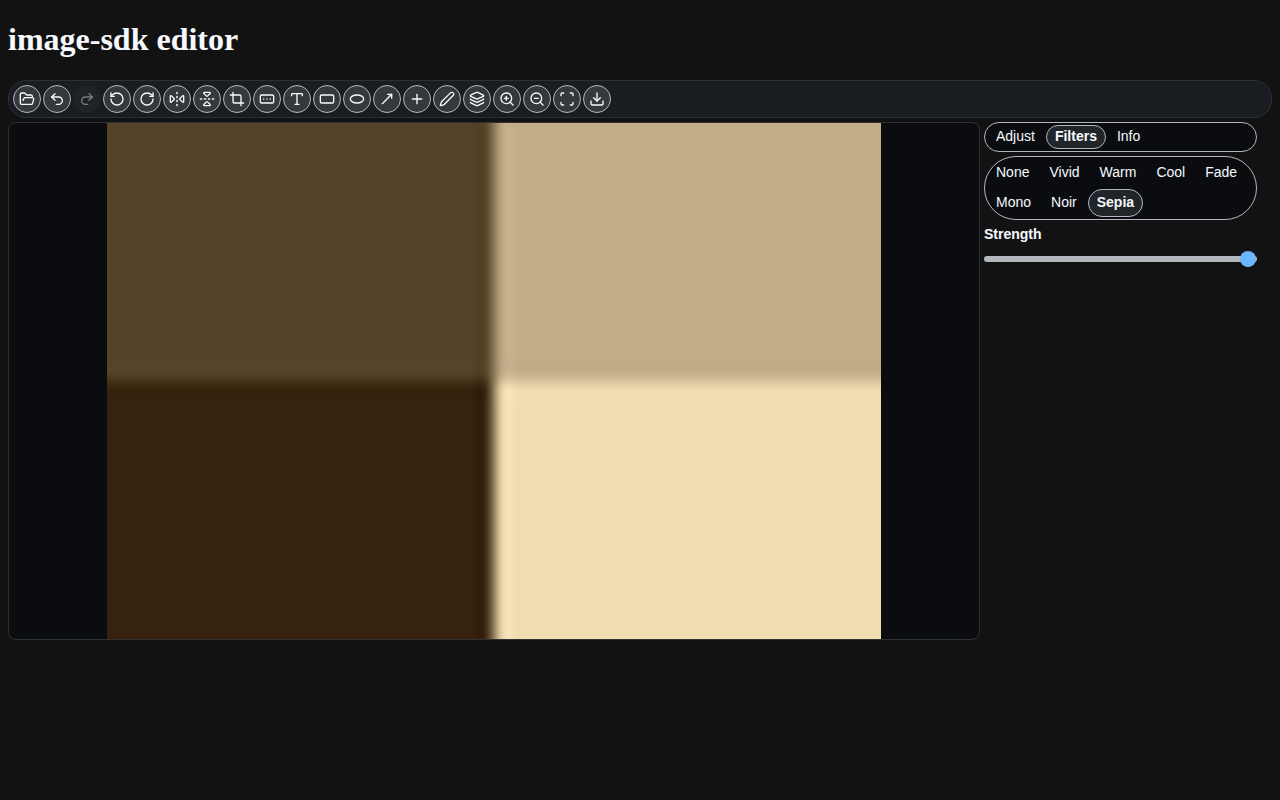 image-sdk editor
Adjust Filters Info
None Vivid Warm Cool Fade
Mono Noir Sepia
Strength